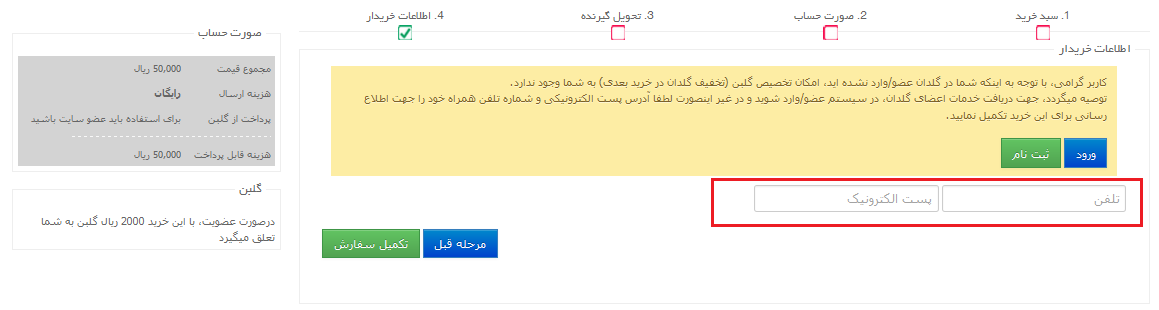 1. سبد خرید
2. صورت حساب
3. تحویل گیرنده
4. اطلاعات خریدار
اطلاعات خریدار
کاربر گرامی، با توجه به اینکه شما در گلدان عضو/وارد نشده اید، امکان تخصیص گلبن (تخفیف گلدان در خرید بعدی) به شما وجود ندارد.
توصیه میگردد، جهت دریافت خدمات اعضای گلدان، در سیستم عضو/وارد شوید و در غیر اینصورت لطفا آدرس پست الکترونیکی و شماره تلفن همراه خود را جهت اطلاع
رسانی برای این خرید تکمیل نمایید.
ورود
ثبت نام
تلفن
پست الکترونیک
مرحله قبل
تکمیل سفارش
صورت حساب
مجموع قیمت 50,000 ریال
هزینه ارسال رایگان
پرداخت از گلبن برای استفاده باید عضو سایت باشید
هزینه قابل پرداخت 50,000 ریال
گلبن
درصورت عضویت، با این خرید 2000 ریال گلبن به شما
تعلق میگیرد